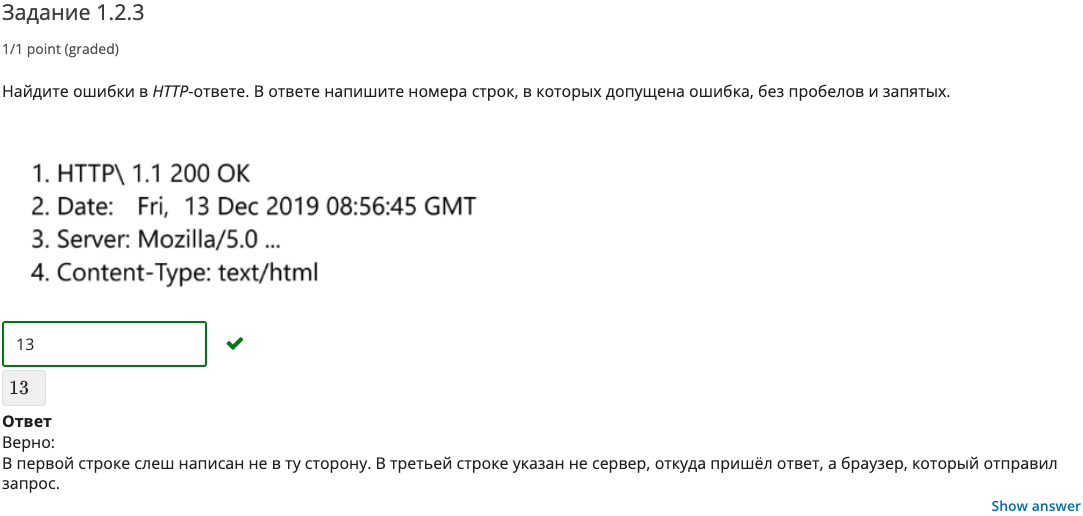 Задание 1.2.3
1/1 point (graded)
Найдите ошибки в HTTP-ответе. В ответе напишите номера строк, в которых допущена ошибка, без пробелов и запятых.
1. HTTP\ 1.1 200 OK
2. Date: Fri, 13 Dec 2019 08:56:45 GMT
3. Server: Mozilla/5.0 ...
4. Content-Type: text/html
13
13
Ответ
Верно:
В первой строке слеш написан не в ту сторону. В третьей строке указан не сервер, откуда пришёл ответ, а браузер, который отправил
запрос.
Show answer